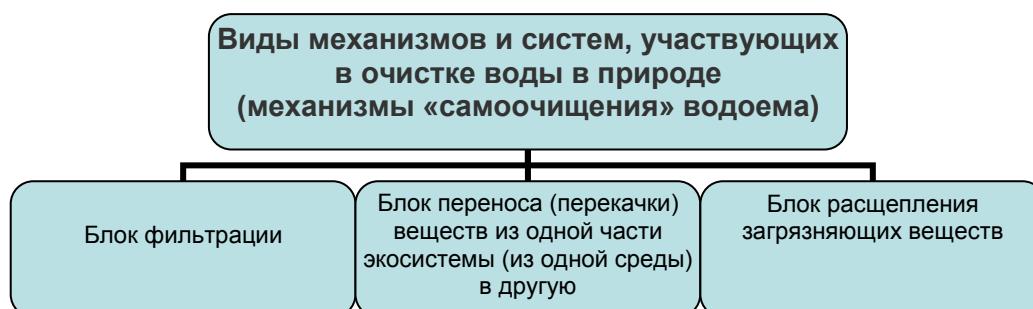 Виды механизмов и систем, участвующих
в очистке воды в природе
(механизмы «самоочищения» водоема)
Блок фильтрации
Блок переноса (перекачки)
веществ из одной части
экосистемы (из одной среды)
в другую
Блок расщепления
загрязняющих веществ